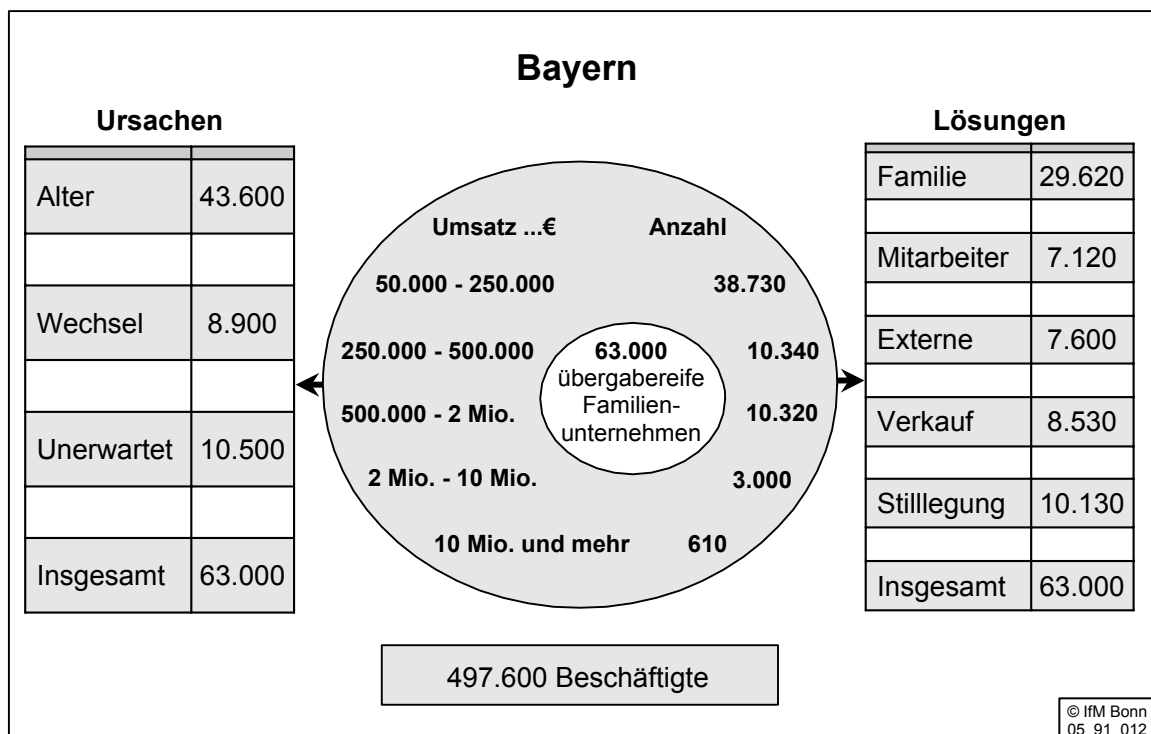 Bayern
Ursachen
Alter 43.600
Wechsel 8.900
Unerwartet 10.500
Insgesamt 63.000
Umsatz ...€ Anzahl
50.000 - 250.000 38.730
250.000 - 500.000 10.340
500.000 - 2 Mio. 10.320
2 Mio. - 10 Mio. 3.000
10 Mio. und mehr 610
63.000
übergabereife
Familien-
unternehmen
Lösungen
Familie 29.620
Mitarbeiter 7.120
Externe 7.600
Verkauf 8.530
Stilllegung 10.130
Insgesamt 63.000
497.600 Beschäftigte
© IfM Bonn
05_91_012